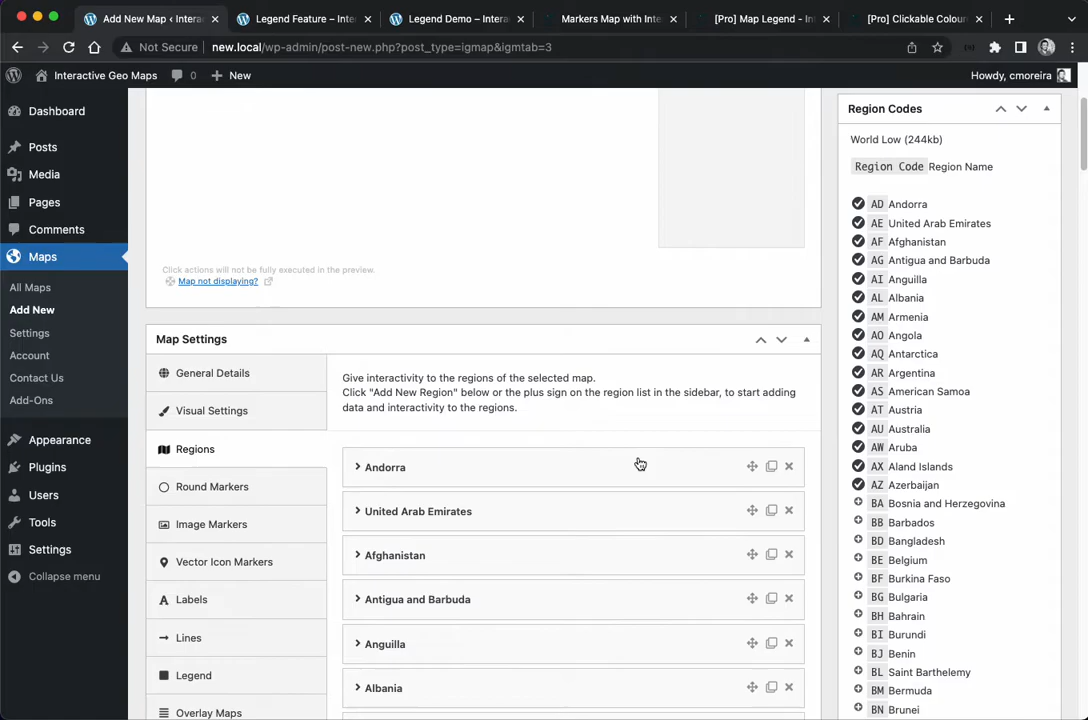 Add New Map ‹ Intera
Legend Feature – Inte
Legend Demo – Intera
Markers Map with Inte
[Pro] Map Legend - In
[Pro] Clickable Colour
Not Secure
new.local/wp-admin/post-new.php?post_type=igmap&igmtab=3
Interactive Geo Maps
0
New
Howdy, cmoreira
Dashboard
Posts
Media
Pages
Comments
Maps
All Maps
Add New
Settings
Account
Contact Us
Add-Ons
Appearance
Plugins
Users
Tools
Settings
Collapse menu
Click actions will not be fully executed in the preview.
Map not displaying?
Map Settings
General Details
Visual Settings
Regions
Round Markers
Image Markers
Vector Icon Markers
Labels
Lines
Legend
Overlay Maps
Give interactivity to the regions of the selected map.
Click "Add New Region" below or the plus sign on the region list in the sidebar, to start adding
data and interactivity to the regions.
Andorra
United Arab Emirates
Afghanistan
Antigua and Barbuda
Anguilla
Albania
Region Codes
World Low (244kb)
Region Code Region Name
AD Andorra
AE United Arab Emirates
AF Afghanistan
AG Antigua and Barbuda
AI Anguilla
AL Albania
AM Armenia
AO Angola
AQ Antarctica
AR Argentina
AS American Samoa
AT Austria
AU Australia
AW Aruba
AX Aland Islands
AZ Azerbaijan
BA Bosnia and Herzegovina
BB Barbados
BD Bangladesh
BE Belgium
BF Burkina Faso
BG Bulgaria
BH Bahrain
BI Burundi
BJ Benin
BL Saint Barthelemy
BM Bermuda
BN Brunei